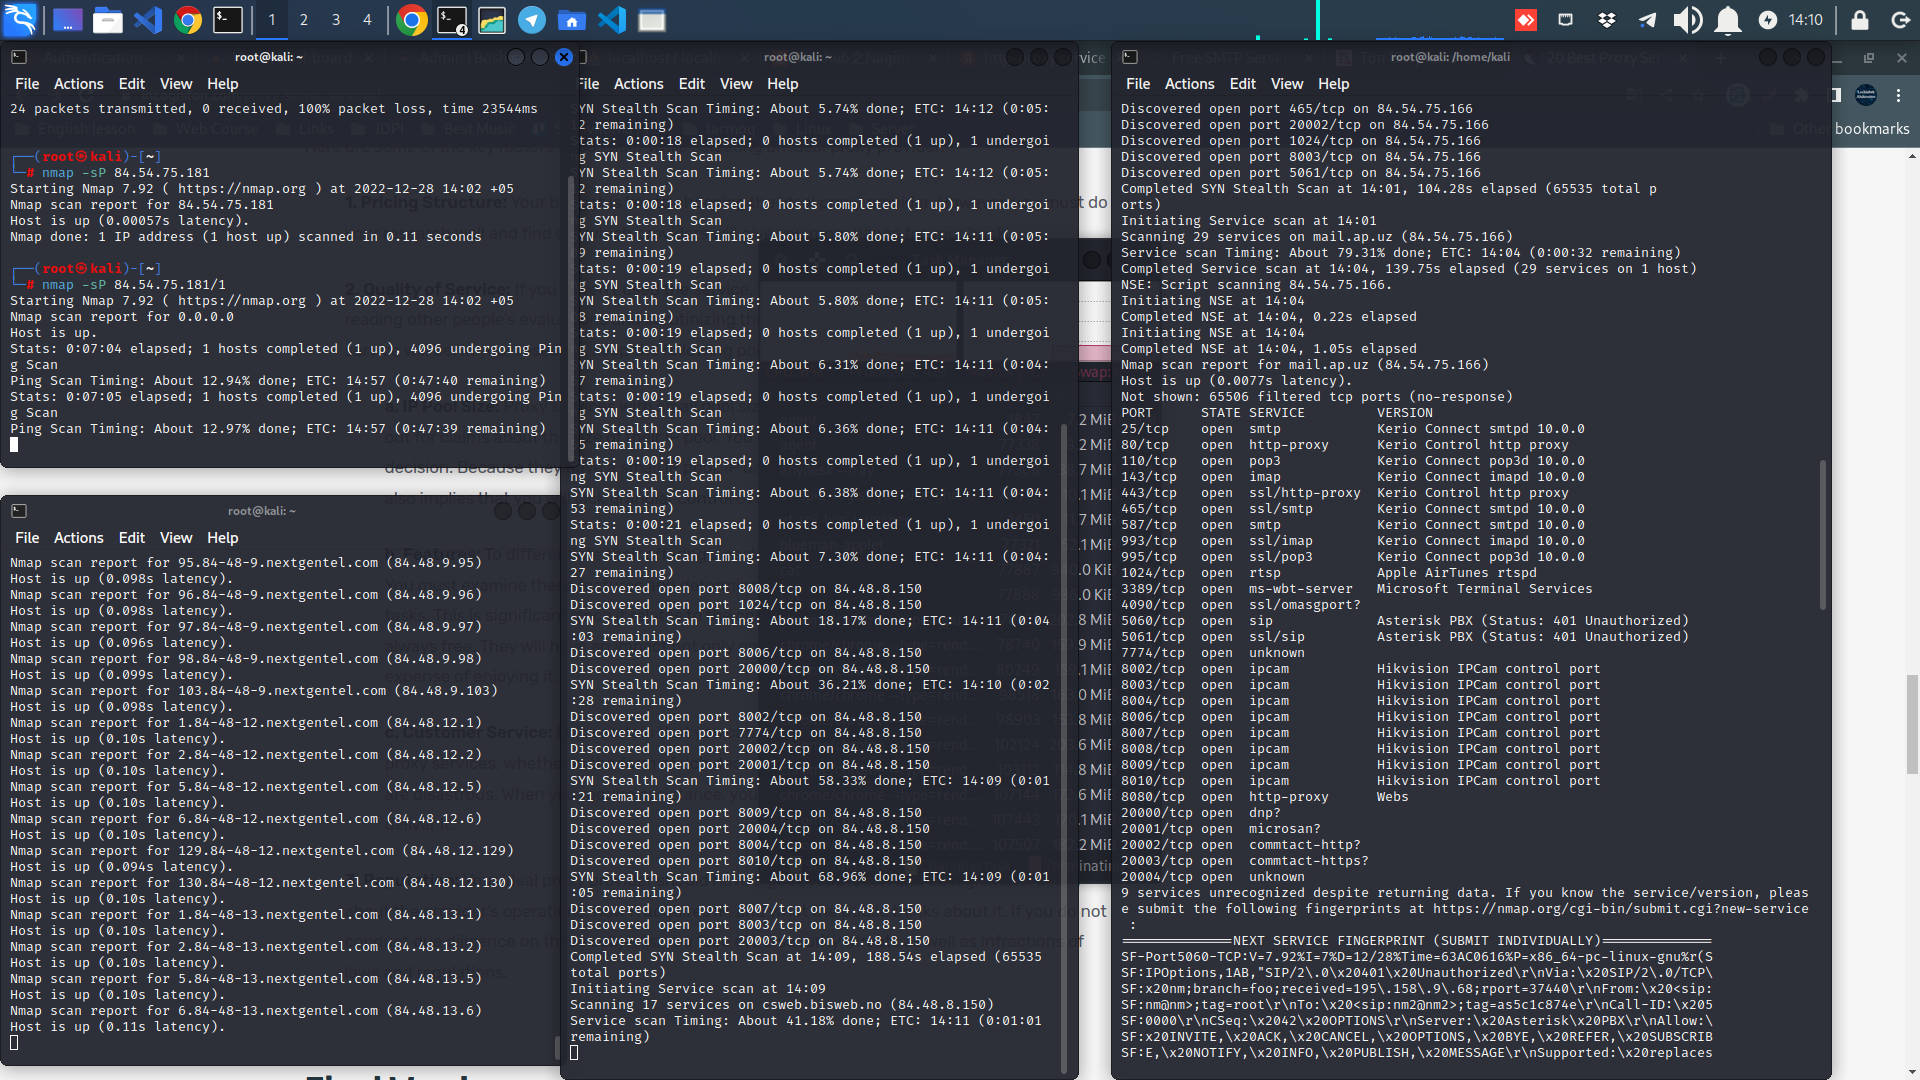 1 2 3 4
14:10
root@kali: ~
File Actions Edit View Help
24 packets transmitted, 0 received, 100% packet loss, time 23544ms
┌──(root㉿kali)-[~]
└─# nmap -sP 84.54.75.181
Starting Nmap 7.92 ( https://nmap.org ) at 2022-12-28 14:02 +05
Nmap scan report for 84.54.75.181
Host is up (0.00057s latency).
Nmap done: 1 IP address (1 host up) scanned in 0.11 seconds
┌──(root㉿kali)-[~]
└─# nmap -sP 84.54.75.181/1
Starting Nmap 7.92 ( https://nmap.org ) at 2022-12-28 14:02 +05
Nmap scan report for 0.0.0.0
Host is up.
Stats: 0:07:04 elapsed; 1 hosts completed (1 up), 4096 undergoing Pin
g Scan
Ping Scan Timing: About 12.94% done; ETC: 14:57 (0:47:40 remaining)
Stats: 0:07:05 elapsed; 1 hosts completed (1 up), 4096 undergoing Pin
g Scan
Ping Scan Timing: About 12.97% done; ETC: 14:57 (0:47:39 remaining)
root@kali: ~
File Actions Edit View Help
Nmap scan report for 95.84-48-9.nextgentel.com (84.48.9.95)
Host is up (0.098s latency).
Nmap scan report for 96.84-48-9.nextgentel.com (84.48.9.96)
Host is up (0.098s latency).
Nmap scan report for 97.84-48-9.nextgentel.com (84.48.9.97)
Host is up (0.096s latency).
Nmap scan report for 98.84-48-9.nextgentel.com (84.48.9.98)
Host is up (0.099s latency).
Nmap scan report for 103.84-48-9.nextgentel.com (84.48.9.103)
Host is up (0.098s latency).
Nmap scan report for 1.84-48-12.nextgentel.com (84.48.12.1)
Host is up (0.10s latency).
Nmap scan report for 2.84-48-12.nextgentel.com (84.48.12.2)
Host is up (0.10s latency).
Nmap scan report for 5.84-48-12.nextgentel.com (84.48.12.5)
Host is up (0.10s latency).
Nmap scan report for 6.84-48-12.nextgentel.com (84.48.12.6)
Host is up (0.10s latency).
Nmap scan report for 129.84-48-12.nextgentel.com (84.48.12.129)
Host is up (0.094s latency).
Nmap scan report for 130.84-48-12.nextgentel.com (84.48.12.130)
Host is up (0.10s latency).
Nmap scan report for 1.84-48-13.nextgentel.com (84.48.13.1)
Host is up (0.10s latency).
Nmap scan report for 2.84-48-13.nextgentel.com (84.48.13.2)
Host is up (0.10s latency).
Nmap scan report for 5.84-48-13.nextgentel.com (84.48.13.5)
Host is up (0.10s latency).
Nmap scan report for 6.84-48-13.nextgentel.com (84.48.13.6)
Host is up (0.11s latency).
root@kali: ~
File Actions Edit View Help
SYN Stealth Scan Timing: About 5.74% done; ETC: 14:12 (0:05:
2 remaining)
Stats: 0:00:18 elapsed; 0 hosts completed (1 up), 1 undergoi
ng SYN Stealth Scan
SYN Stealth Scan Timing: About 5.74% done; ETC: 14:12 (0:05:
2 remaining)
Stats: 0:00:18 elapsed; 0 hosts completed (1 up), 1 undergoi
g SYN Stealth Scan
SYN Stealth Scan Timing: About 5.80% done; ETC: 14:11 (0:05:
9 remaining)
tats: 0:00:19 elapsed; 0 hosts completed (1 up), 1 undergoi
g SYN Stealth Scan
SYN Stealth Scan Timing: About 5.80% done; ETC: 14:11 (0:05:
8 remaining)
tats: 0:00:19 elapsed; 0 hosts completed (1 up), 1 undergoi
g SYN Stealth Scan
SYN Stealth Scan Timing: About 6.31% done; ETC: 14:11 (0:04:
7 remaining)
tats: 0:00:19 elapsed; 0 hosts completed (1 up), 1 undergoi
g SYN Stealth Scan
SYN Stealth Scan Timing: About 6.36% done; ETC: 14:11 (0:04:
5 remaining)
tats: 0:00:19 elapsed; 0 hosts completed (1 up), 1 undergoi
ng SYN Stealth Scan
SYN Stealth Scan Timing: About 6.38% done; ETC: 14:11 (0:04:
53 remaining)
Stats: 0:00:21 elapsed; 0 hosts completed (1 up), 1 undergoi
ng SYN Stealth Scan
SYN Stealth Scan Timing: About 7.30% done; ETC: 14:11 (0:04:
27 remaining)
Discovered open port 8008/tcp on 84.48.8.150
Discovered open port 1024/tcp on 84.48.8.150
SYN Stealth Scan Timing: About 18.17% done; ETC: 14:11 (0:04
:03 remaining)
Discovered open port 8006/tcp on 84.48.8.150
Discovered open port 20000/tcp on 84.48.8.150
SYN Stealth Scan Timing: About 36.21% done; ETC: 14:10 (0:02
:28 remaining)
Discovered open port 8002/tcp on 84.48.8.150
Discovered open port 7774/tcp on 84.48.8.150
Discovered open port 20002/tcp on 84.48.8.150
Discovered open port 20001/tcp on 84.48.8.150
SYN Stealth Scan Timing: About 58.33% done; ETC: 14:09 (0:01
:21 remaining)
Discovered open port 8009/tcp on 84.48.8.150
Discovered open port 20004/tcp on 84.48.8.150
Discovered open port 8004/tcp on 84.48.8.150
Discovered open port 8010/tcp on 84.48.8.150
SYN Stealth Scan Timing: About 68.96% done; ETC: 14:09 (0:01
:05 remaining)
Discovered open port 8007/tcp on 84.48.8.150
Discovered open port 8003/tcp on 84.48.8.150
Discovered open port 20003/tcp on 84.48.8.150
Completed SYN Stealth Scan at 14:09, 188.54s elapsed (65535
total ports)
Initiating Service scan at 14:09
Scanning 17 services on csweb.bisweb.no (84.48.8.150)
Service scan Timing: About 41.18% done; ETC: 14:11 (0:01:01
remaining)
root@kali: /home/kali
File Actions Edit View Help
Discovered open port 465/tcp on 84.54.75.166
Discovered open port 20002/tcp on 84.54.75.166
Discovered open port 1024/tcp on 84.54.75.166
Discovered open port 8003/tcp on 84.54.75.166
Discovered open port 5061/tcp on 84.54.75.166
Completed SYN Stealth Scan at 14:01, 104.28s elapsed (65535 total p
orts)
Initiating Service scan at 14:01
Scanning 29 services on mail.ap.uz (84.54.75.166)
Service scan Timing: About 79.31% done; ETC: 14:04 (0:00:32 remaining)
Completed Service scan at 14:04, 139.75s elapsed (29 services on 1 host)
NSE: Script scanning 84.54.75.166.
Initiating NSE at 14:04
Completed NSE at 14:04, 0.22s elapsed
Initiating NSE at 14:04
Completed NSE at 14:04, 1.05s elapsed
Nmap scan report for mail.ap.uz (84.54.75.166)
Host is up (0.0077s latency).
Not shown: 65506 filtered tcp ports (no-response)
PORT STATE SERVICE VERSION
25/tcp open smtp Kerio Connect smtpd 10.0.0
80/tcp open http-proxy Kerio Control http proxy
110/tcp open pop3 Kerio Connect pop3d 10.0.0
143/tcp open imap Kerio Connect imapd 10.0.0
443/tcp open ssl/http-proxy Kerio Control http proxy
465/tcp open ssl/smtp Kerio Connect smtpd 10.0.0
587/tcp open smtp Kerio Connect smtpd 10.0.0
993/tcp open ssl/imap Kerio Connect imapd 10.0.0
995/tcp open ssl/pop3 Kerio Connect pop3d 10.0.0
1024/tcp open rtsp Apple AirTunes rtspd
3389/tcp open ms-wbt-server Microsoft Terminal Services
4090/tcp open ssl/omasgport?
5060/tcp open sip Asterisk PBX (Status: 401 Unauthorized)
5061/tcp open ssl/sip Asterisk PBX (Status: 401 Unauthorized)
7774/tcp open unknown
8002/tcp open ipcam Hikvision IPCam control port
8003/tcp open ipcam Hikvision IPCam control port
8004/tcp open ipcam Hikvision IPCam control port
8006/tcp open ipcam Hikvision IPCam control port
8007/tcp open ipcam Hikvision IPCam control port
8008/tcp open ipcam Hikvision IPCam control port
8009/tcp open ipcam Hikvision IPCam control port
8010/tcp open ipcam Hikvision IPCam control port
8080/tcp open http-proxy Webs
20000/tcp open dnp?
20001/tcp open microsan?
20002/tcp open commtact-http?
20003/tcp open commtact-https?
20004/tcp open unknown
9 services unrecognized despite returning data. If you know the service/version, pleas
e submit the following fingerprints at https://nmap.org/cgi-bin/submit.cgi?new-service
:
==============NEXT SERVICE FINGERPRINT (SUBMIT INDIVIDUALLY)==============
SF-Port5060-TCP:V=7.92%I=7%D=12/28%Time=63AC0616%P=x86_64-pc-linux-gnu%r(S
SF:IPOptions,1AB,"SIP/2\.0\x20401\x20Unauthorized\r\nVia:\x20SIP/2\.0/TCP\
SF:x20nm;branch=foo;received=195\.158\.9\.68;rport=37440\r\nFrom:\x20<sip:
SF:nm@nm>;tag=root\r\nTo:\x20<sip:nm2@nm2>;tag=as5c1c874e\r\nCall-ID:\x205
SF:0000\r\nCSeq:\x2042\x20OPTIONS\r\nServer:\x20Asterisk\x20PBX\r\nAllow:\
SF:x20INVITE,\x20ACK,\x20CANCEL,\x20OPTIONS,\x20BYE,\x20REFER,\x20SUBSCRIB
SF:E,\x20NOTIFY,\x20INFO,\x20PUBLISH,\x20MESSAGE\r\nSupported:\x20replaces
Other bookmarks